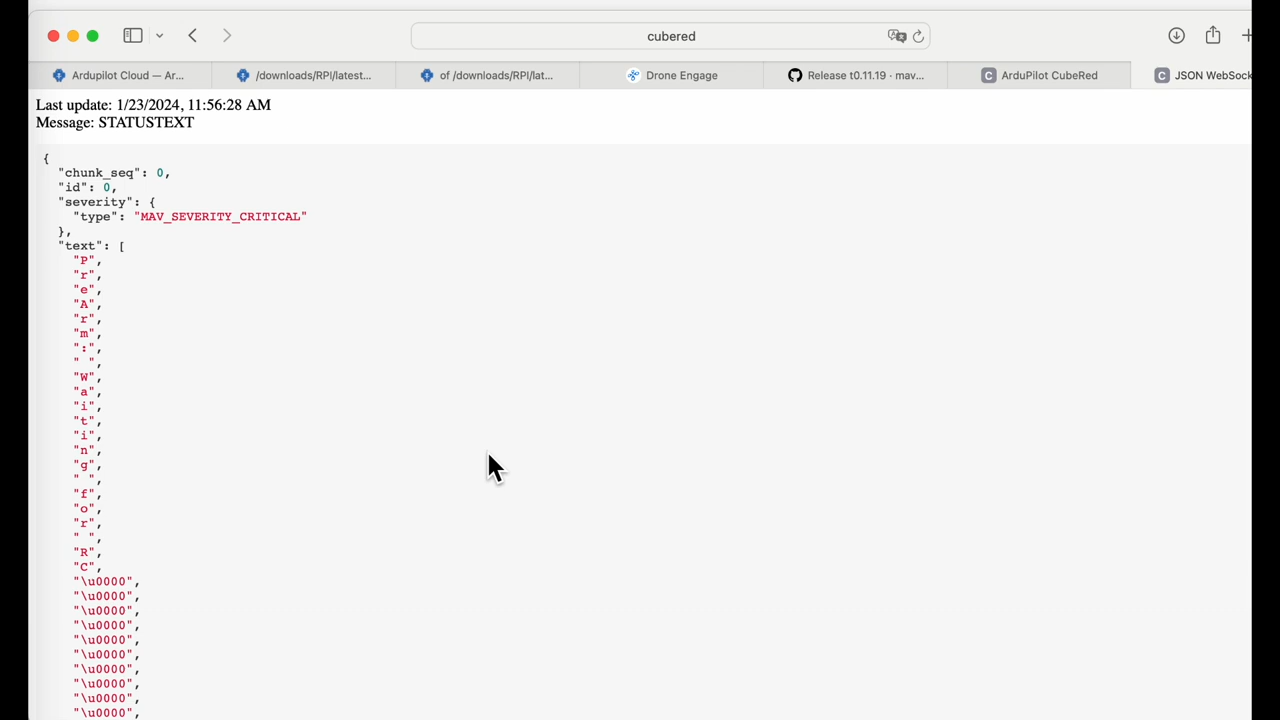 cubered
Ardupilot Cloud — Ar...
/downloads/RPI/latest...
of /downloads/RPI/lat...
Drone Engage
Release t0.11.19 · mav...
ArduPilot CubeRed
JSON WebSock
Last update: 1/23/2024, 11:56:28 AM
Message: STATUSTEXT
{
"chunk_seq": 0,
"id": 0,
"severity": {
"type": "MAV_SEVERITY_CRITICAL"
},
"text": [
"P",
"r",
"e",
"A",
"r",
"m",
":",
" ",
"W",
"a",
"i",
"t",
"i",
"n",
"g",
" ",
"f",
"o",
"r",
" ",
"R",
"C",
"\u0000",
"\u0000",
"\u0000",
"\u0000",
"\u0000",
"\u0000",
"\u0000",
"\u0000",
"\u0000",
"\u0000",